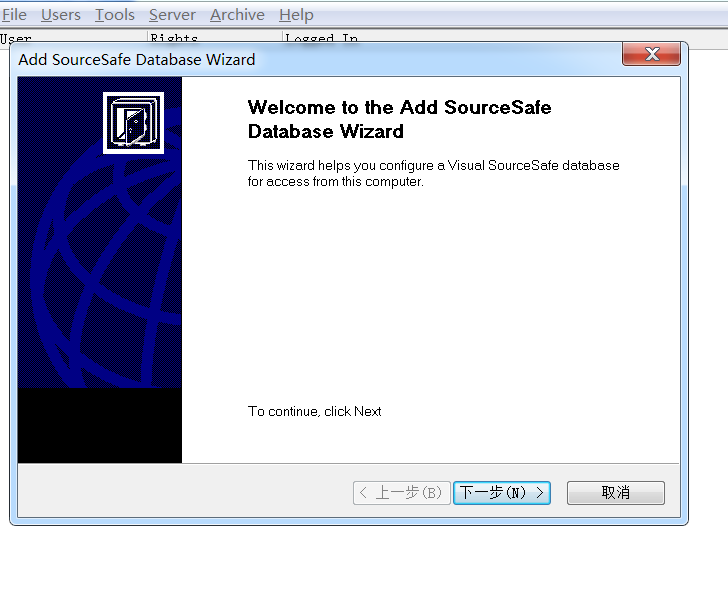 File Users Tools Server Archive Help
User Rights Logged In
Add SourceSafe Database Wizard
Welcome to the Add SourceSafe
Database Wizard
This wizard helps you configure a Visual SourceSafe database
for access from this computer.
To continue, click Next
< 上一步(B) 下一步(N) > 取消